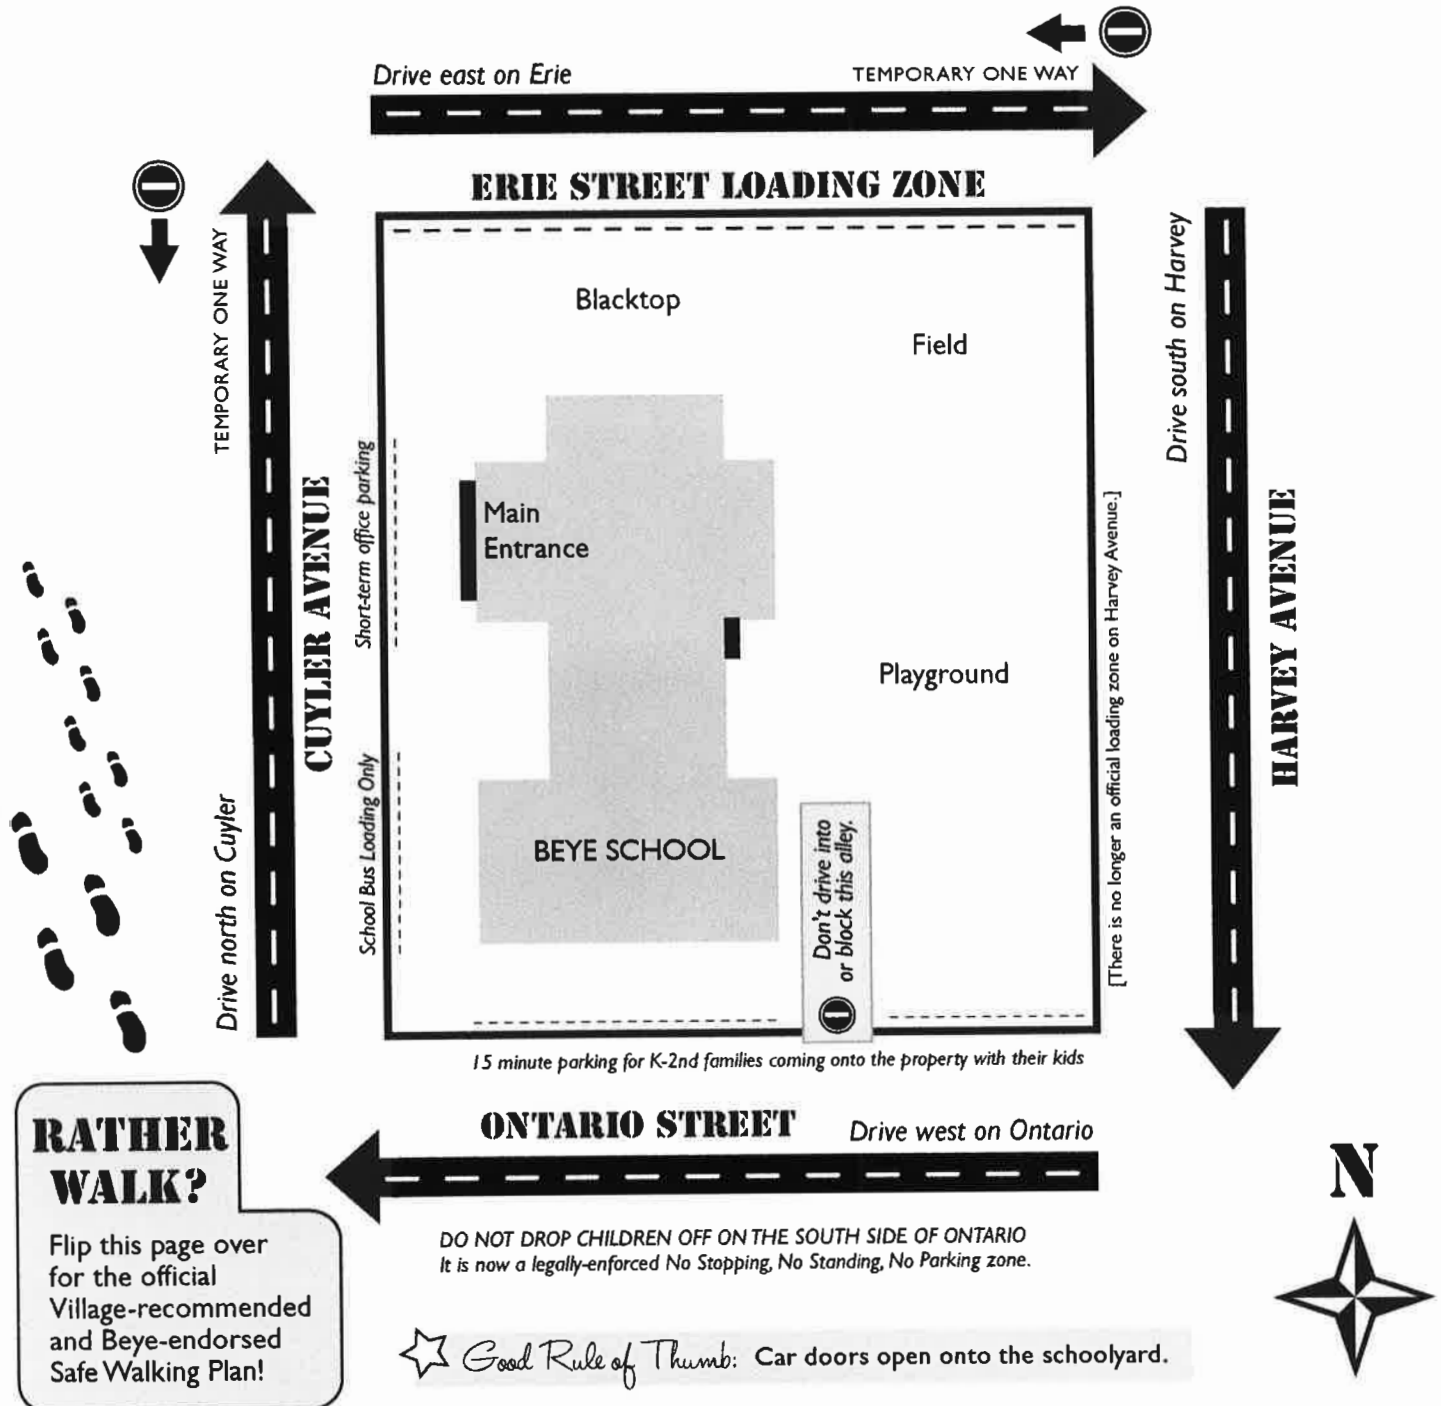 Drive east on Erie
TEMPORARY ONE WAY
ERIE STREET LOADING ZONE
TEMPORARY ONE WAY
Drive north on Cuyler
CUYLER AVENUE
Short-term office parking
School Bus Loading Only
Blacktop
Field
Main
Entrance
Playground
BEYE SCHOOL
Don't drive into
or block this alley.
[There is no longer an official loading zone on Harvey Avenue.]
Drive south on Harvey
HARVEY AVENUE
15 minute parking for K-2nd families coming onto the property with their kids
ONTARIO STREET
Drive west on Ontario
DO NOT DROP CHILDREN OFF ON THE SOUTH SIDE OF ONTARIO
It is now a legally-enforced No Stopping, No Standing, No Parking zone.
RATHER
WALK?
Flip this page over
for the official
Village-recommended
and Beye-endorsed
Safe Walking Plan!
Good Rule of Thumb: Car doors open onto the schoolyard.
N